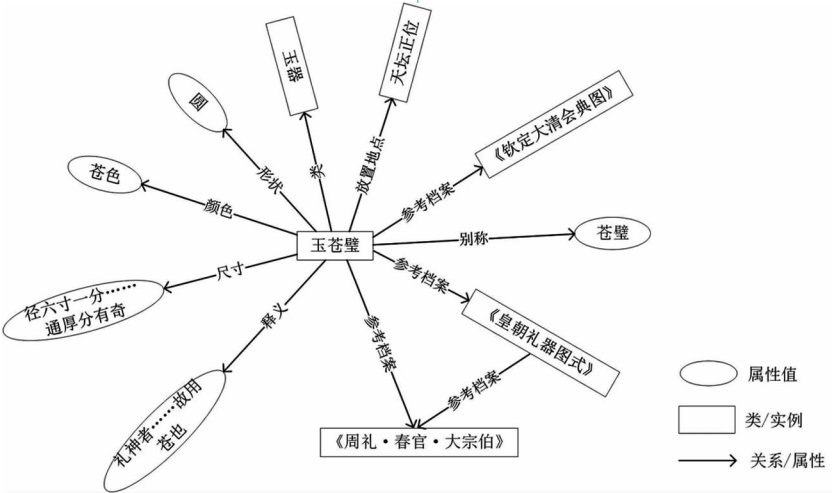 玉器
天坛正位
圆
《钦定大清会典图》
苍色
形状
类
放置地点
参考档案
颜色
玉苍璧
别称
苍璧
尺寸
参考档案
径六寸一分……
通厚分有奇
释义
参考档案
《皇朝礼器图式》
属性值
参考档案
礼神者……故用
苍也
类/实例
《周礼·春官·大宗伯》
关系/属性